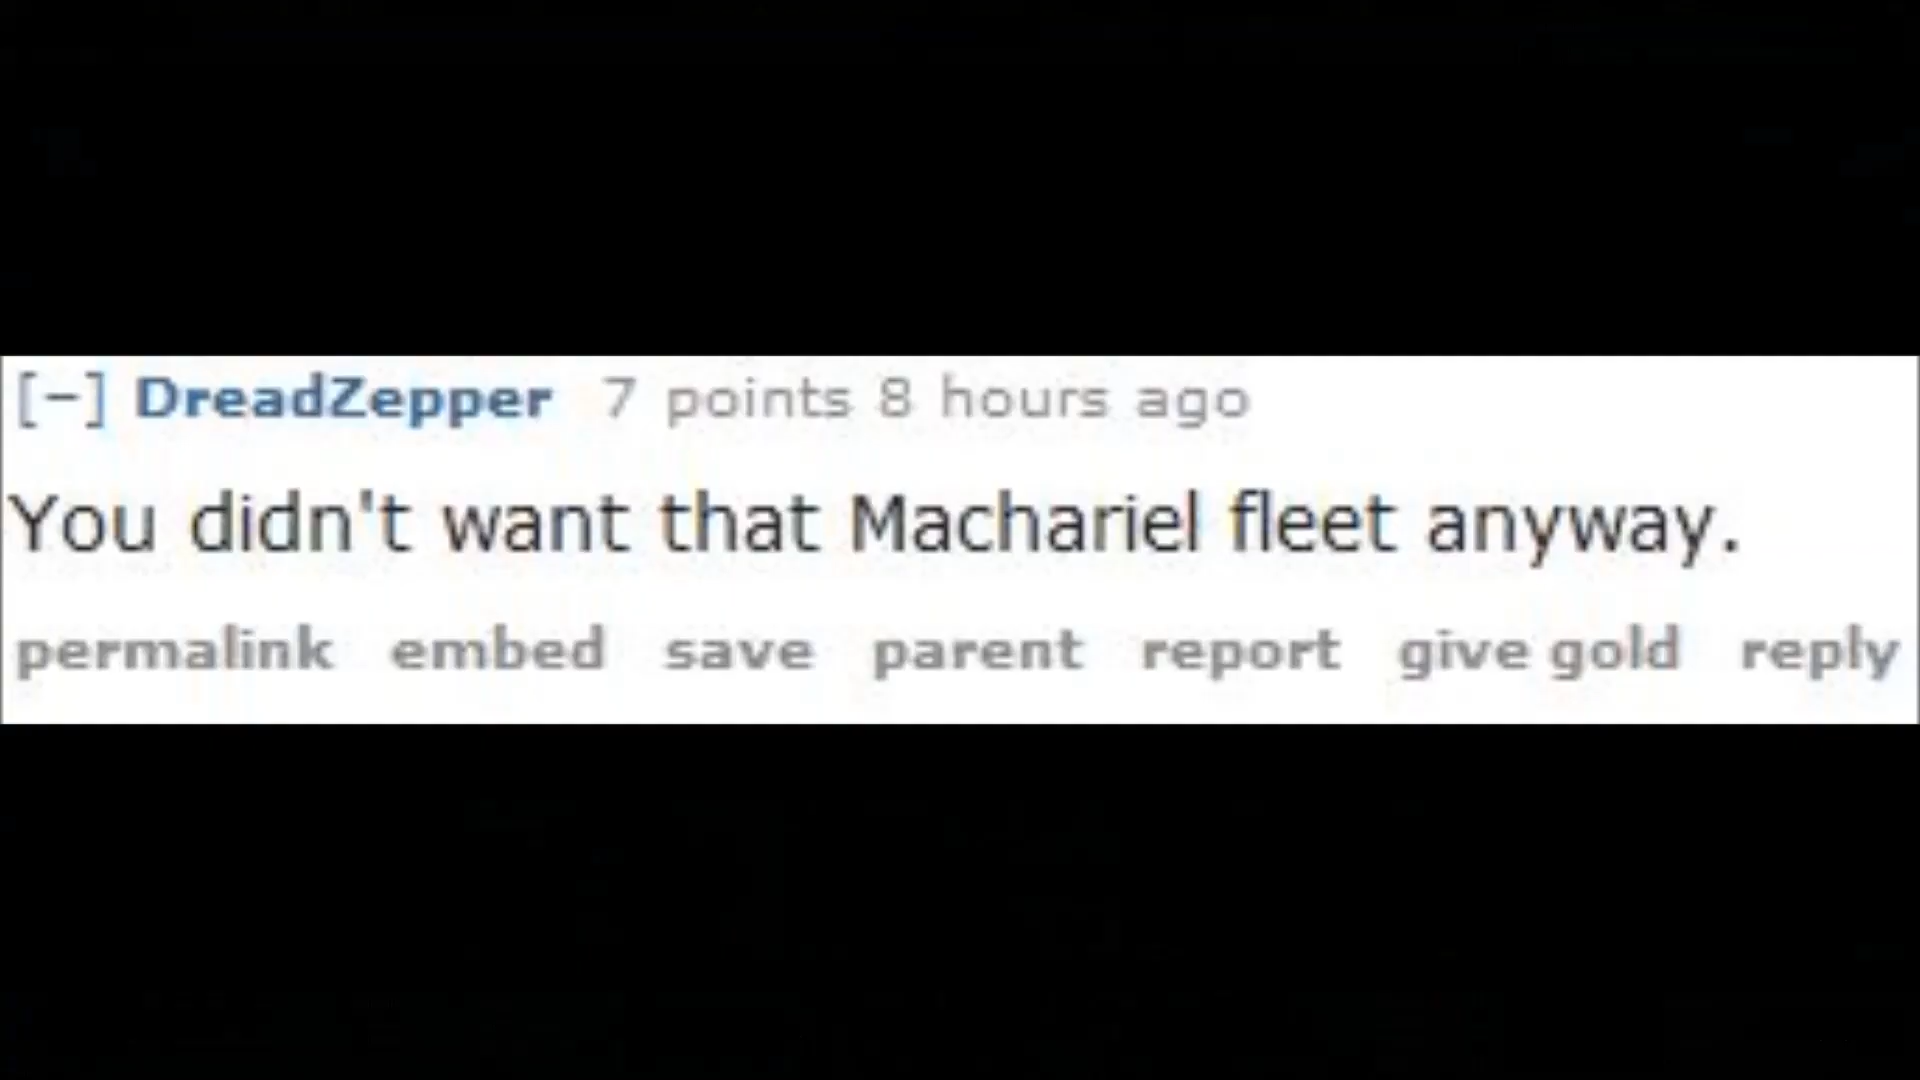 [−] DreadZepper 7 points 8 hours ago
You didn't want that Machariel fleet anyway.
permalink embed save parent report give gold reply